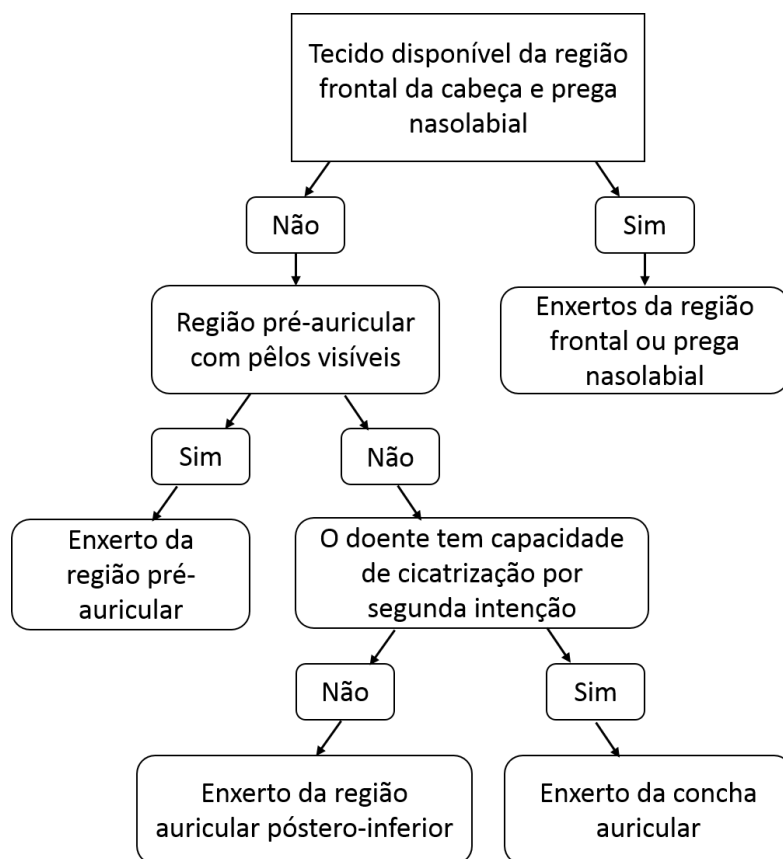 Tecido disponível da região
frontal da cabeça e prega
nasolabial
Não
Sim
Região pré-auricular
com pêlos visíveis
Enxertos da região
frontal ou prega
nasolabial
Sim
Não
Enxerto da
região pré-
auricular
O doente tem capacidade
de cicatrização por
segunda intenção
Não
Sim
Enxerto da região
auricular póstero-inferior
Enxerto da concha
auricular